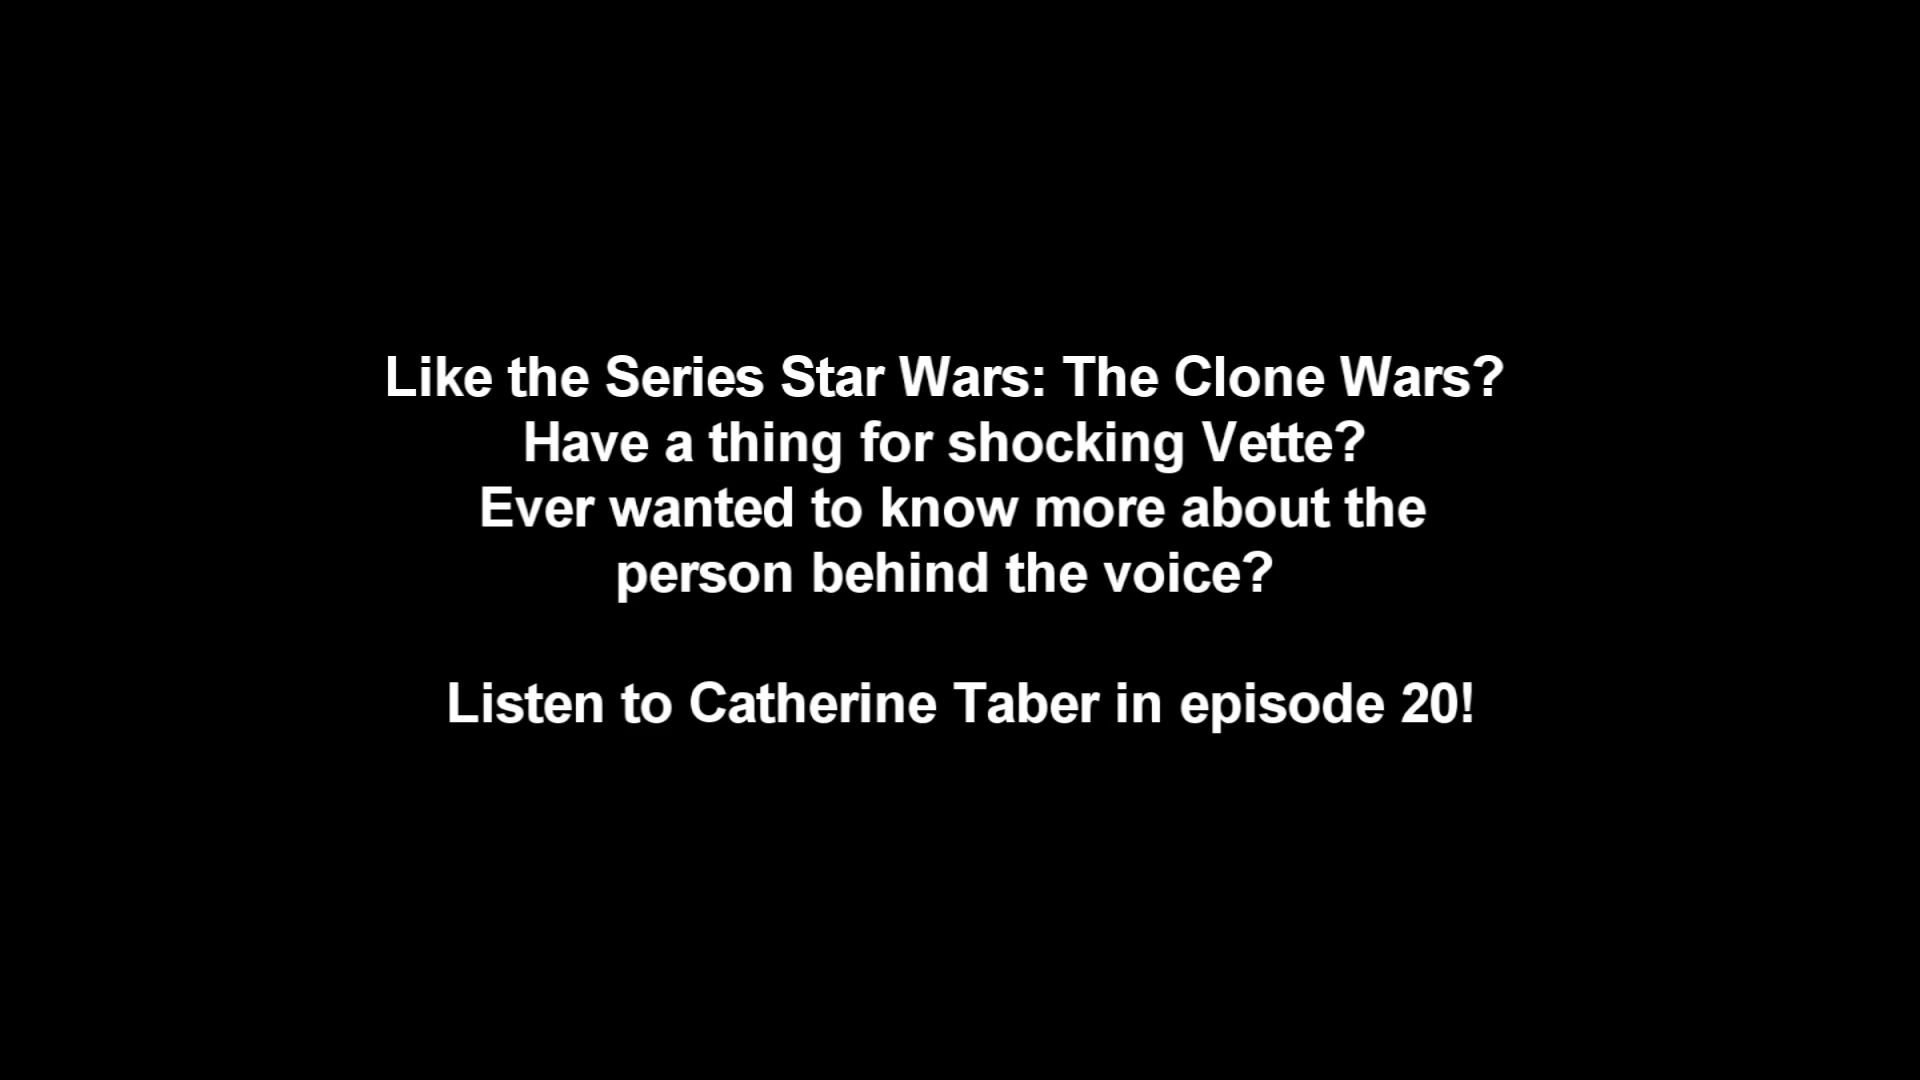 Like the Series Star Wars: The Clone Wars?
Have a thing for shocking Vette?
Ever wanted to know more about the
person behind the voice?
Listen to Catherine Taber in episode 20!